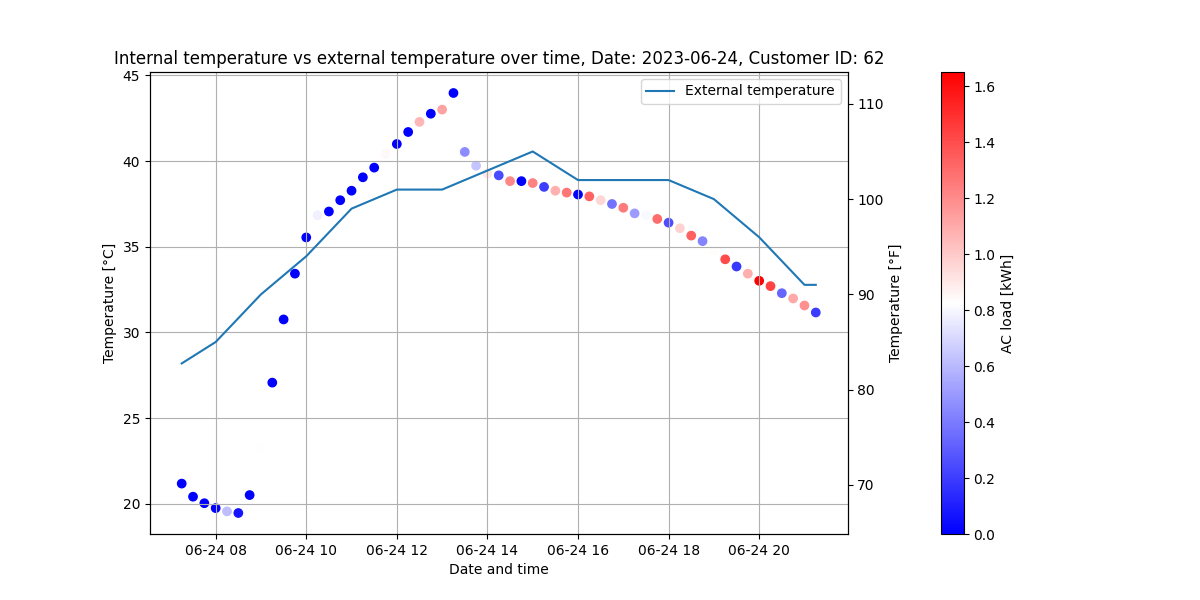 Internal temperature vs external temperature over time, Date: 2023-06-24, Customer ID: 62
External temperature
45
40
35
30
25
20
Temperature [°C]
110
100
90
80
70
Temperature [°F]
1.6
1.4
1.2
1.0
0.8
0.6
0.4
0.2
0.0
AC load [kWh]
06-24 08 06-24 10 06-24 12 06-24 14 06-24 16 06-24 18 06-24 20
Date and time